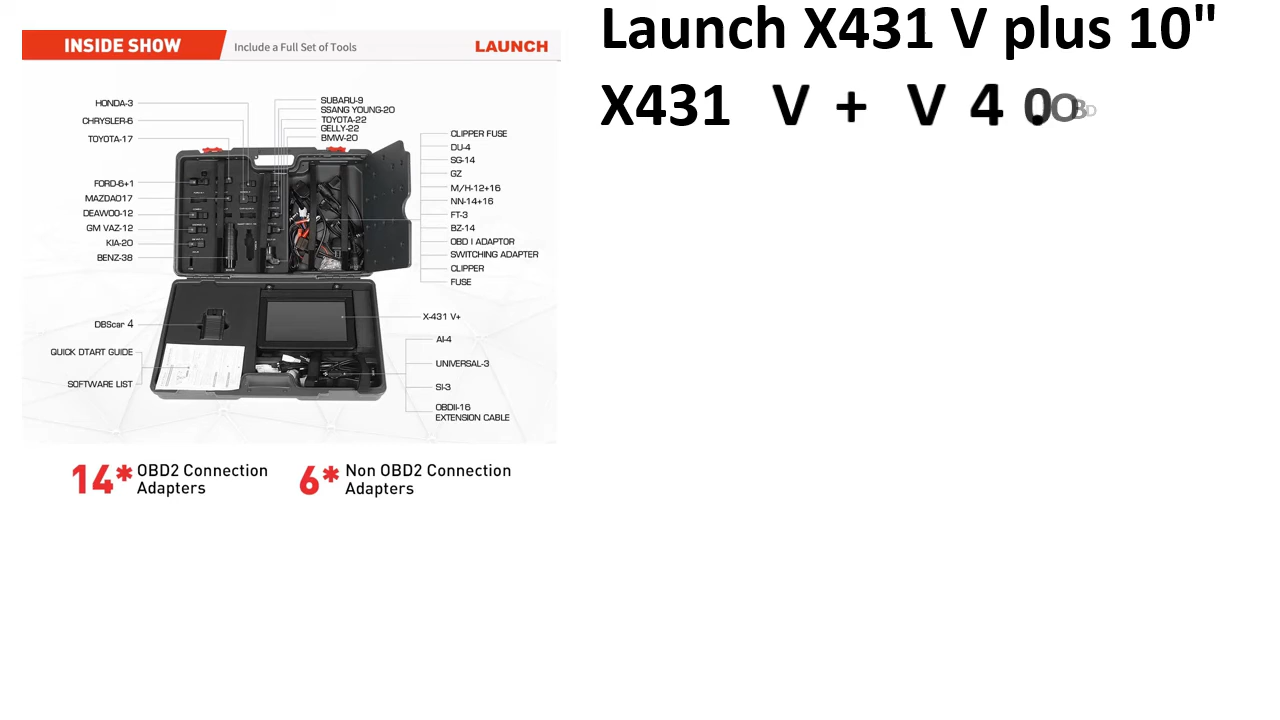 INSIDE SHOW
Include a Full Set of Tools
LAUNCH
HONDA-3
CHRYSLER-6
TOYOTA-17
FORD-6+1
MAZDAO17
DEAWOO-12
GM VAZ-12
KIA-20
BENZ-38
SUBARU-9
SSANG YOUNG-20
TOYOTA-22
GELLY-22
BMW-20
CLIPPER FUSE
DU-4
SG-14
GZ
M/H-12+16
NN-14+16
FT-3
BZ-14
OBD I ADAPTOR
SWITCHING ADAPTER
CLIPPER
FUSE
DBScar 4
QUICK DTART GUIDE
SOFTWARE LIST
X-431 V+
AI-4
UNIVERSAL-3
SI-3
OBDII-16
EXTENSION CABLE
14* OBD2 Connection
Adapters
6* Non OBD2 Connection
Adapters
Launch X431 V plus 10"
X431 V + V 4 .0 OBD